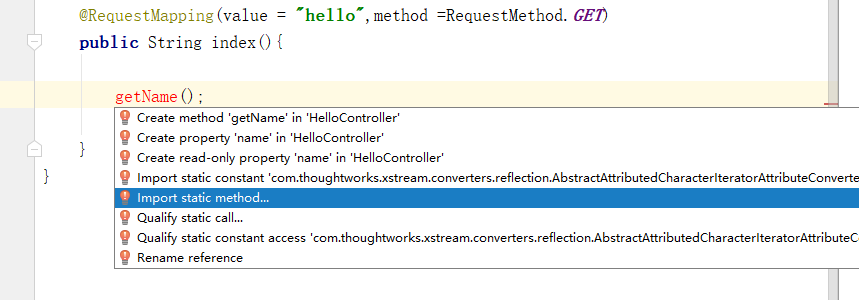 @RequestMapping(value = "hello",method =RequestMethod.GET)
public String index(){
getName();
Create method 'getName' in 'HelloController'
Create property 'name' in 'HelloController'
Create read-only property 'name' in 'HelloController'
Import static constant 'com.thoughtworks.xstream.converters.reflection.AbstractAttributedCharacterIteratorAttributeConverte
Import static method...
Qualify static call...
Qualify static constant access 'com.thoughtworks.xstream.converters.reflection.AbstractAttributedCharacterIteratorAttributeCo
Rename reference
}
}